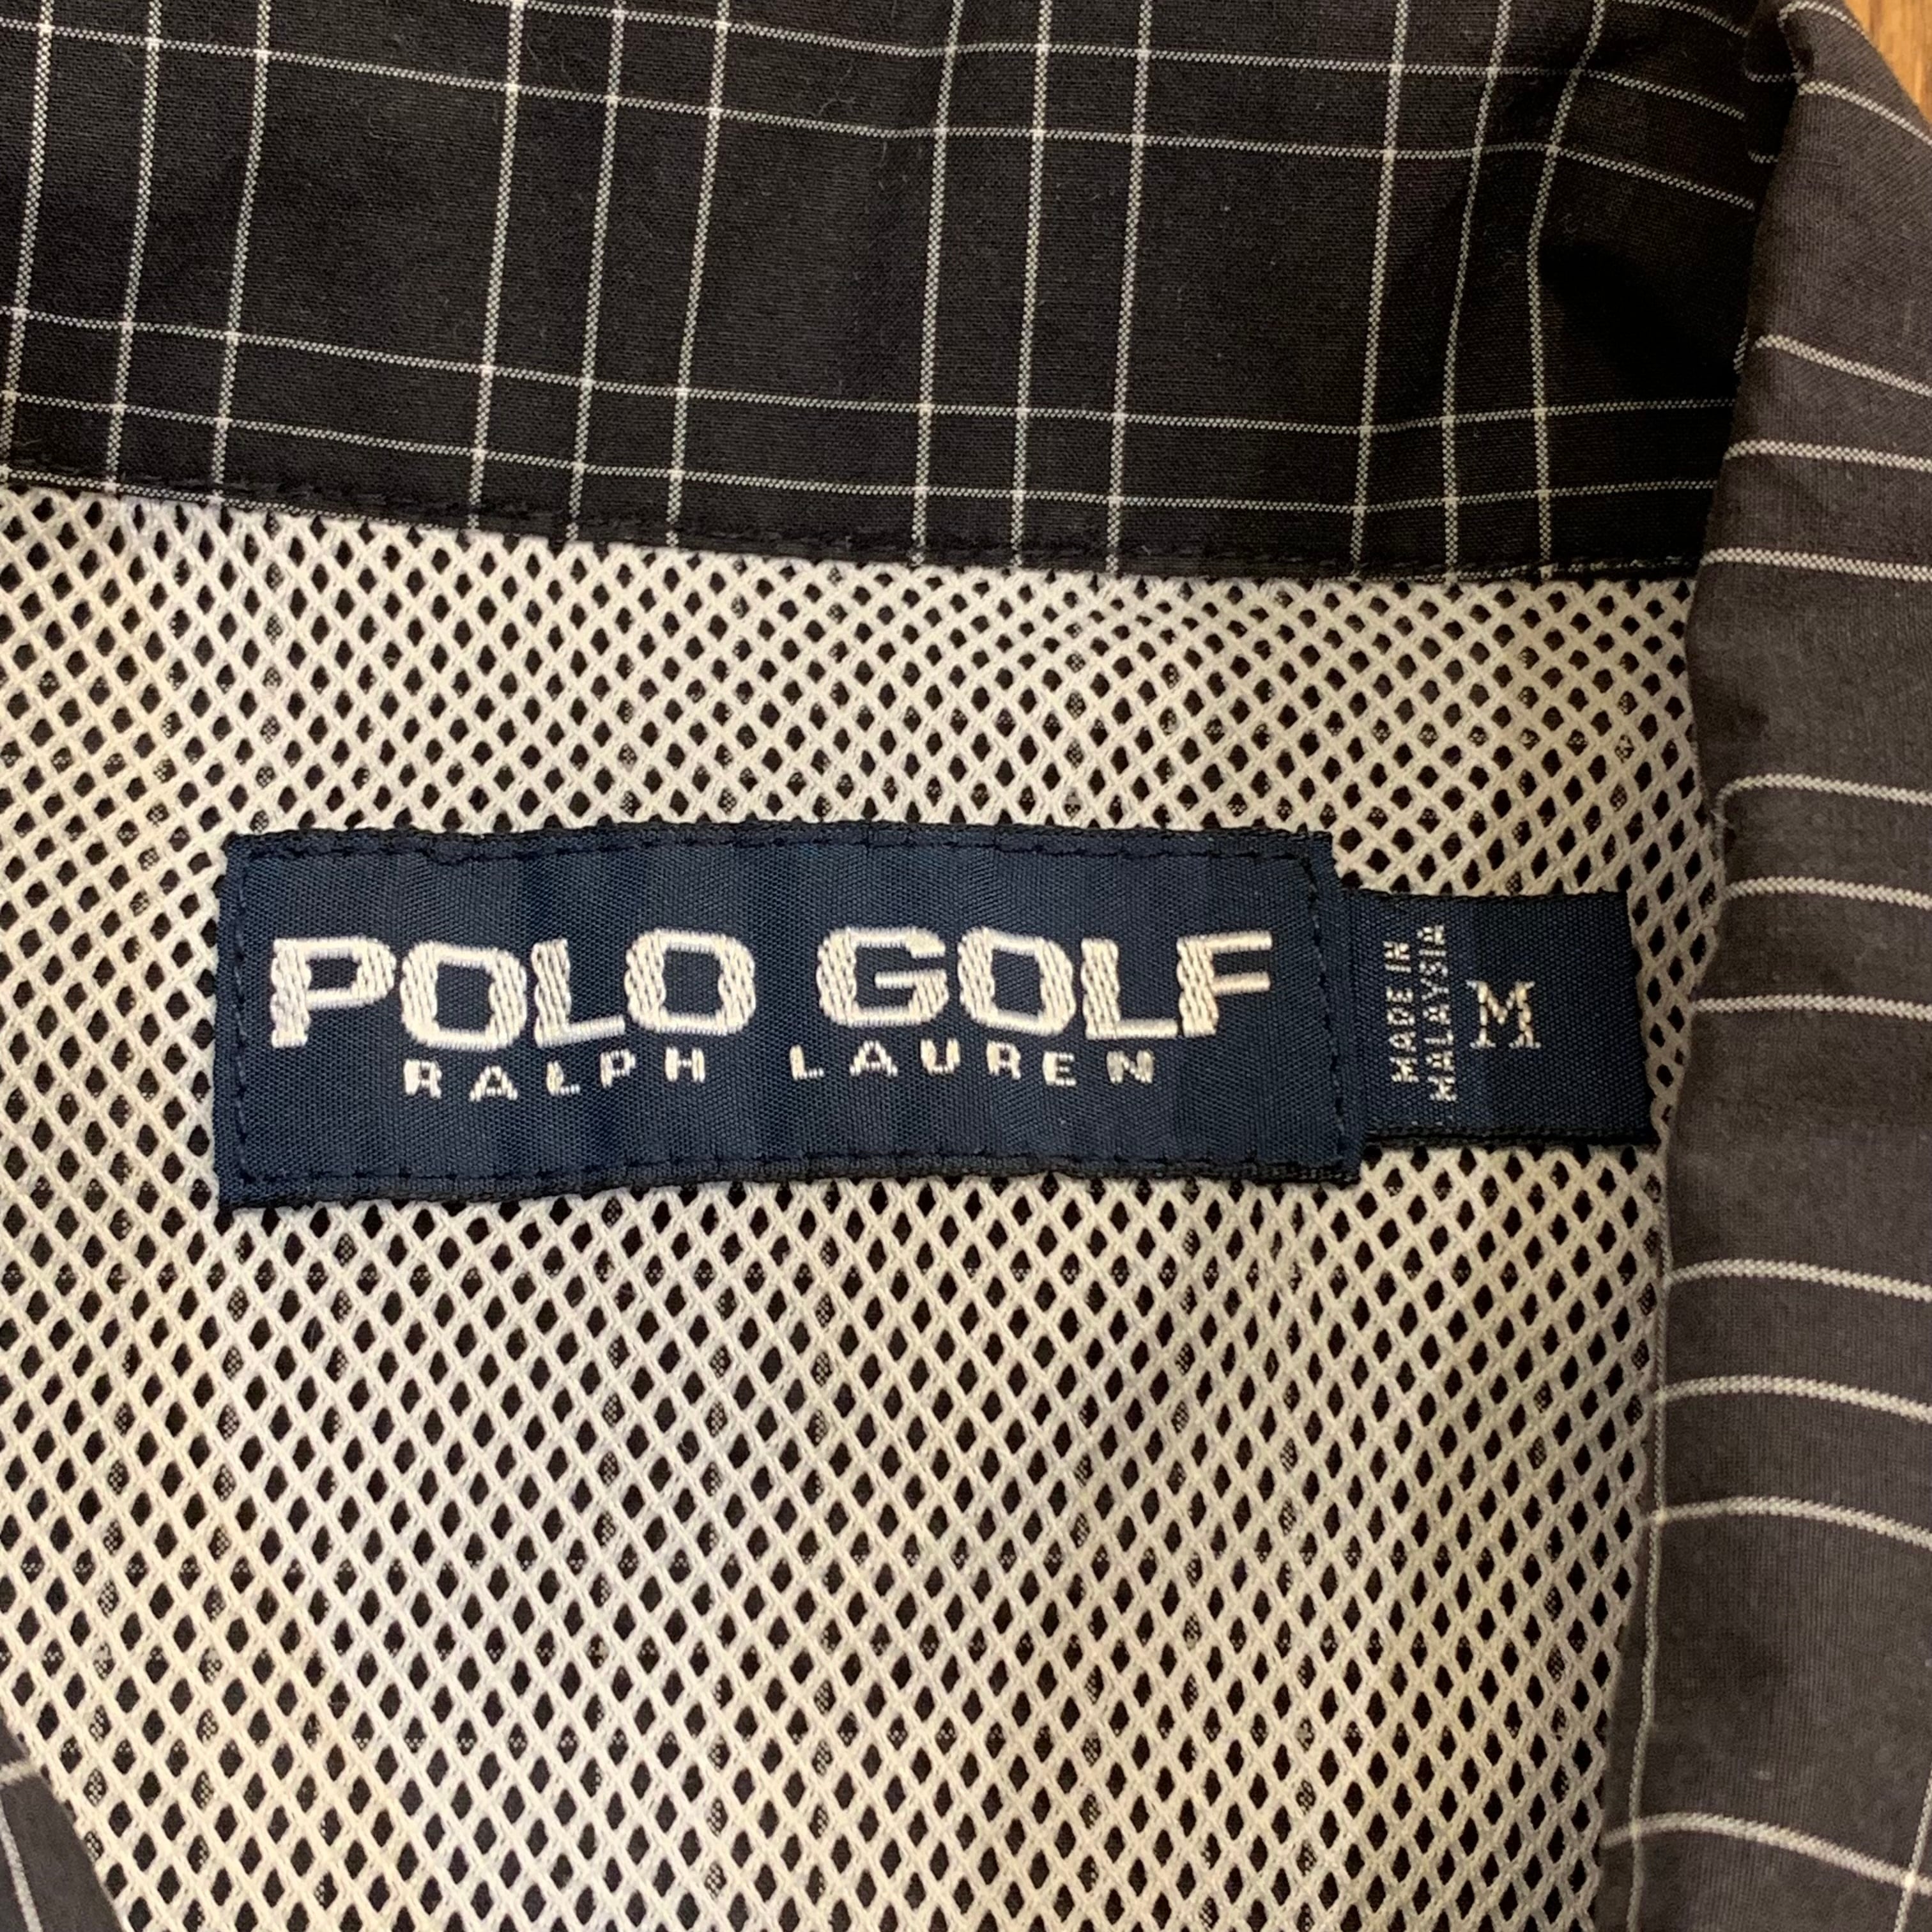 POLO GOLF
RALPH LAUREN
MADE IN
MALAYSIA
M